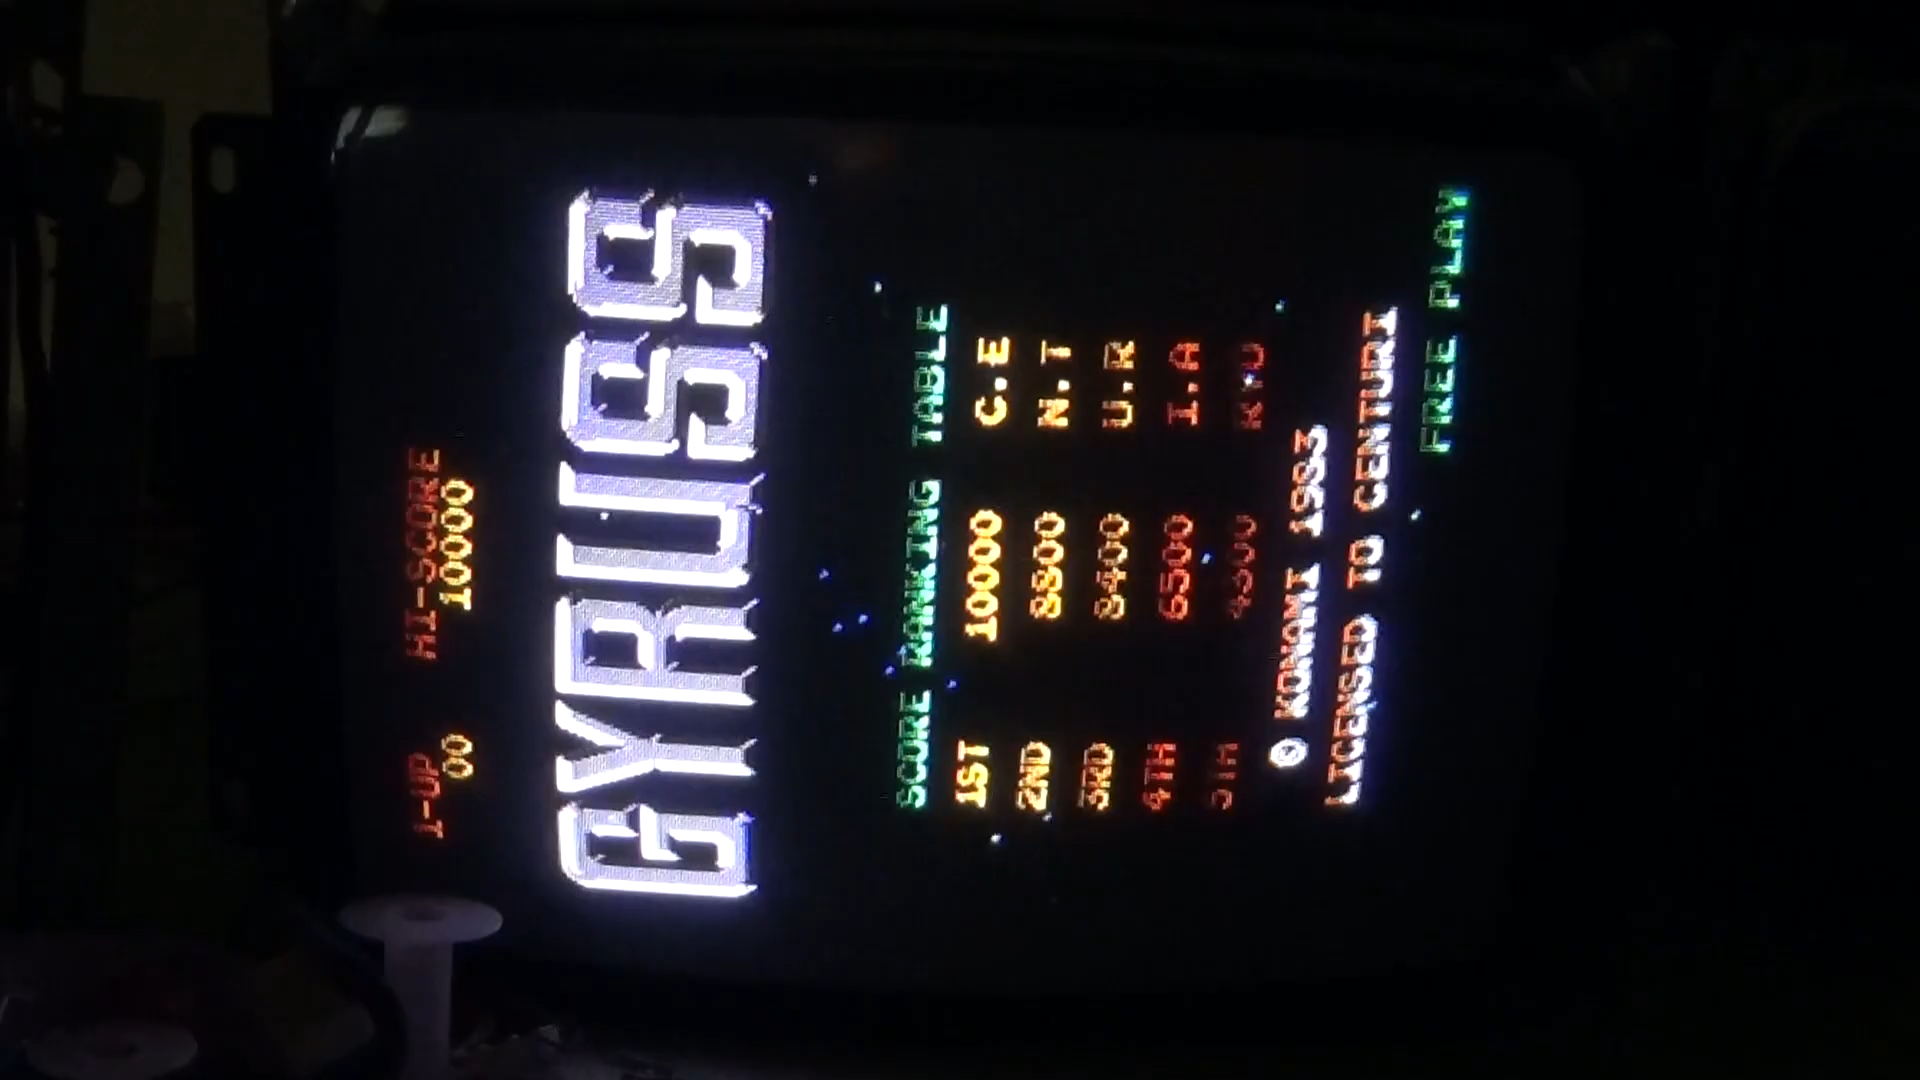 1-UP HI-SCORE
00 10000
GYRUSS
SCORE RANKING TABLE
1ST 10000 C.E
2ND 8800 N.T
3RD 8400 U.R
4TH 6500 I.A
5TH
© KONAMI 1983
LICENSED TO CENTURI
FREE PLAY